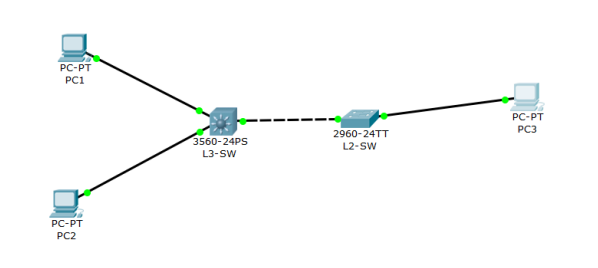 PC-PT
PC1
3560-24PS
L3-SW
2960-24TT
L2-SW
PC-PT
PC3
PC-PT
PC2